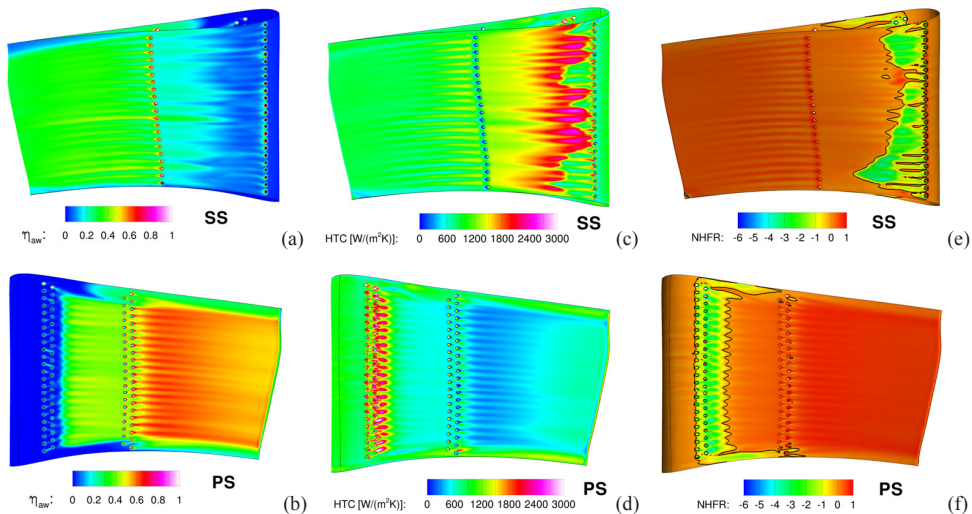 SS
η_aw: 0 0.2 0.4 0.6 0.8 1
(a)
SS
HTC [W/(m²K)]: 0 600 1200 1800 2400 3000
(c)
SS
NHFR: -6 -5 -4 -3 -2 -1 0 1
(e)
PS
η_aw: 0 0.2 0.4 0.6 0.8 1
(b)
PS
HTC [W/(m²K)]: 0 600 1200 1800 2400 3000
(d)
PS
NHFR: -6 -5 -4 -3 -2 -1 0 1
(f)